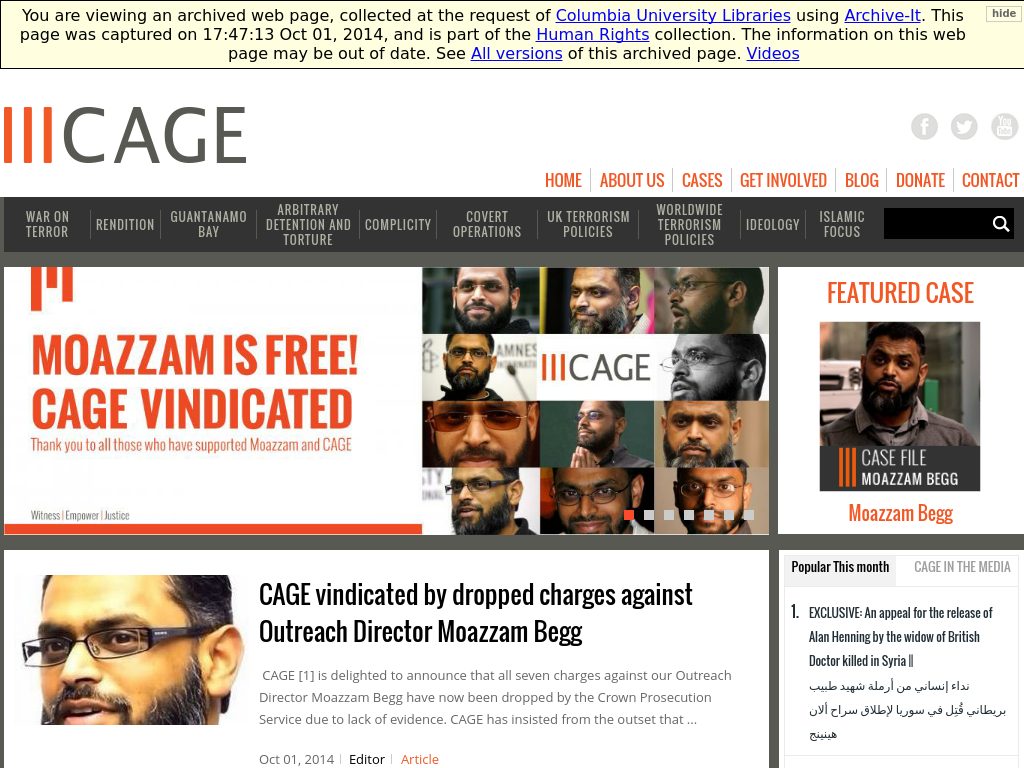 You are viewing an archived web page, collected at the request of Columbia University Libraries using Archive-It. This
page was captured on 17:47:13 Oct 01, 2014, and is part of the Human Rights collection. The information on this web
page may be out of date. See All versions of this archived page. Videos
hide
CAGE
HOME
ABOUT US
CASES
GET INVOLVED
BLOG
DONATE
CONTACT
WAR ON
TERROR
RENDITION
GUANTANAMO
BAY
ARBITRARY
DETENTION AND
TORTURE
COMPLICITY
COVERT
OPERATIONS
UK TERRORISM
POLICIES
WORLDWIDE
TERRORISM
POLICIES
IDEOLOGY
ISLAMIC
FOCUS
MOAZZAM IS FREE!
CAGE VINDICATED
Thank you to all those who have supported Moazzam and CAGE
Witness | Empower | Justice
CAGE
FEATURED CASE
CASE FILE
MOAZZAM BEGG
Moazzam Begg
CAGE vindicated by dropped charges against
Outreach Director Moazzam Begg
CAGE [1] is delighted to announce that all seven charges against our Outreach
Director Moazzam Begg have now been dropped by the Crown Prosecution
Service due to lack of evidence. CAGE has insisted from the outset that ...
Oct 01, 2014
Editor
Article
Popular This month
CAGE IN THE MEDIA
1.
EXCLUSIVE: An appeal for the release of
Alan Henning by the widow of British
Doctor killed in Syria ||
نداء إنساني من أرملة شهيد طبيب
بريطاني قُتِل في سوريا لإطلاق سراح ألان
هينينج